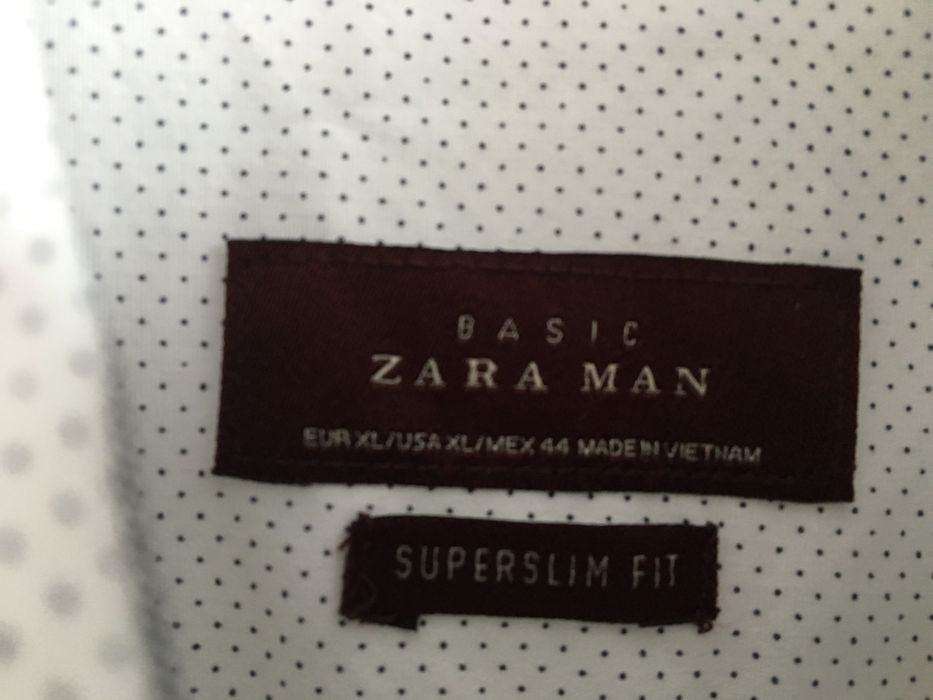 BASIC
ZARA MAN
EUR XL/USA XL/MEX 44 MADE IN VIETNAM
SUPERSLIM FIT